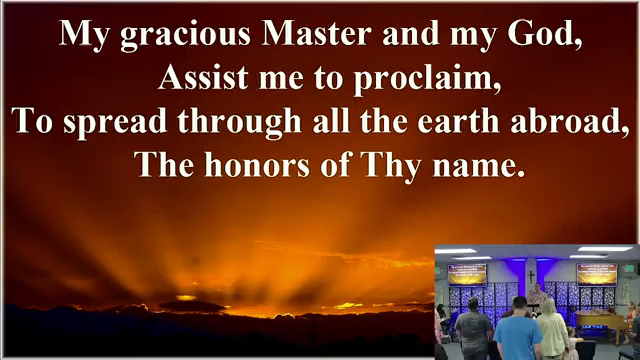 My gracious Master and my God,
Assist me to proclaim,
To spread through all the earth abroad,
The honors of Thy name.